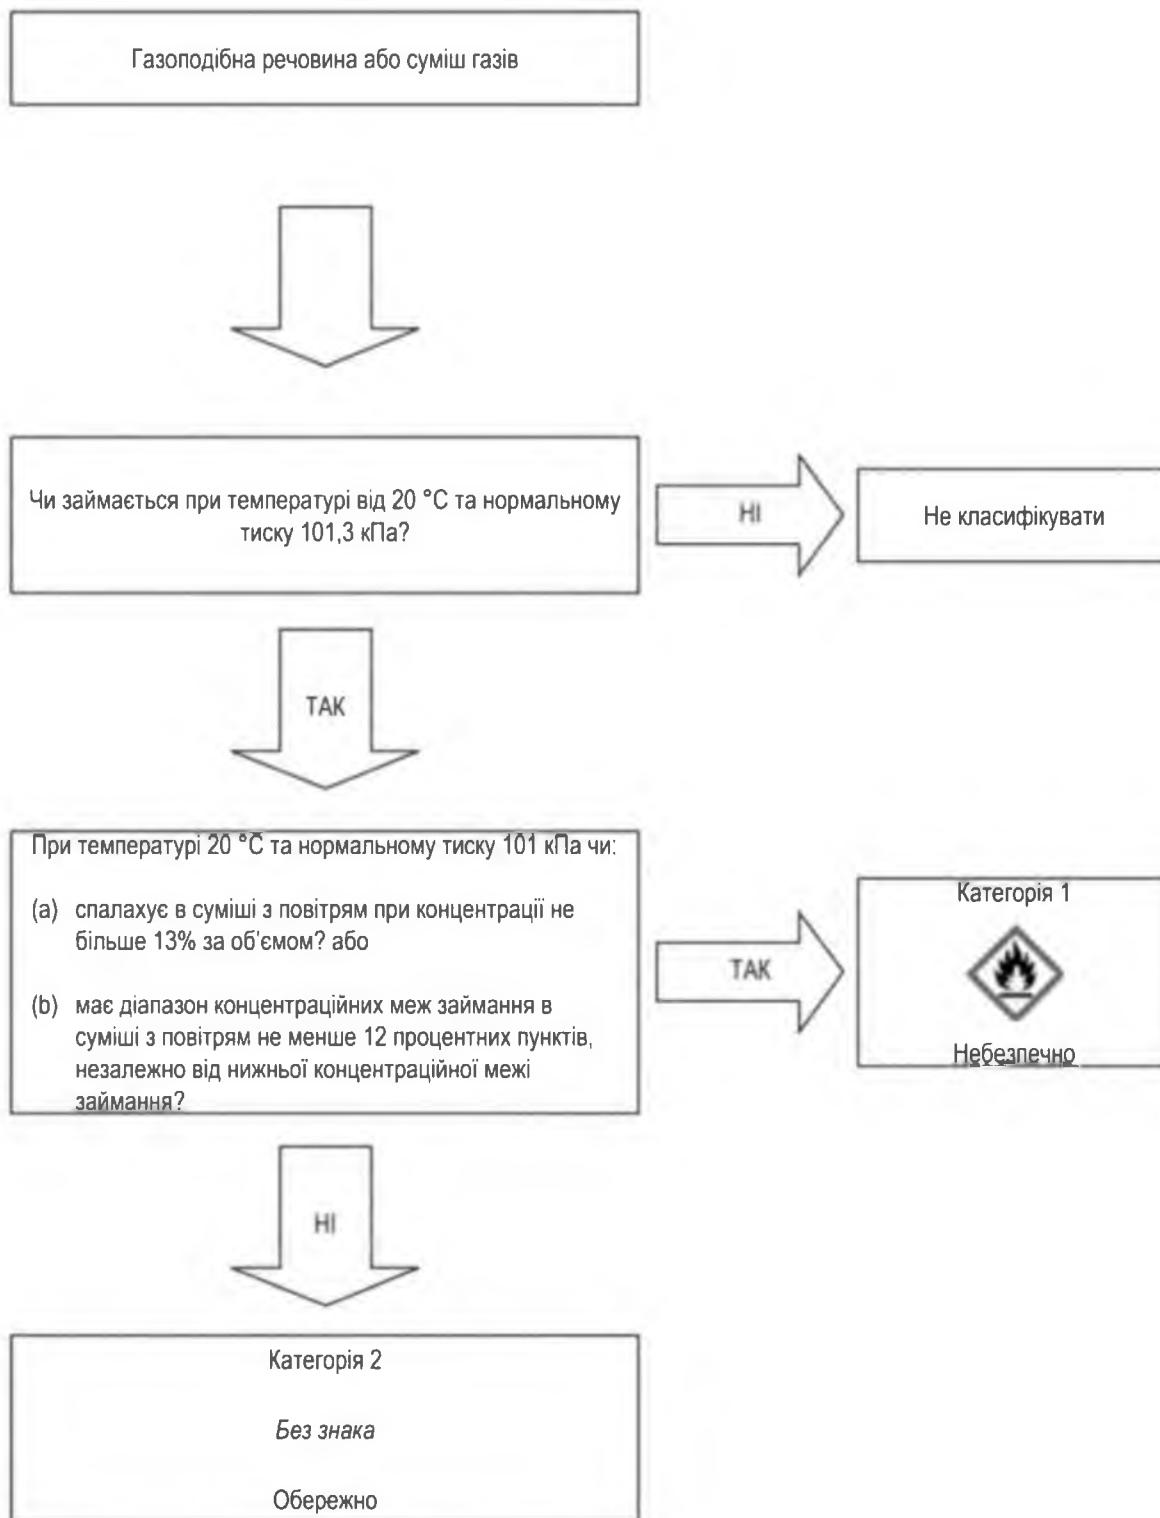 Газоподібна речовина або суміш газів
Чи займається при температурі від 20 °C та нормальному
тиску 101,3 кПа?
НІ
Не класифікувати
ТАК
При температурі 20 °C та нормальному тиску 101 кПа чи:
(a) спалахує в суміші з повітрям при концентрації не
більше 13% за об'ємом? або
(b) має діапазон концентраційних меж займання в
суміші з повітрям не менше 12 процентних пунктів,
незалежно від нижньої концентраційної межі
займання?
ТАК
Категорія 1
Небезпечно
НІ
Категорія 2
Без знака
Обережно